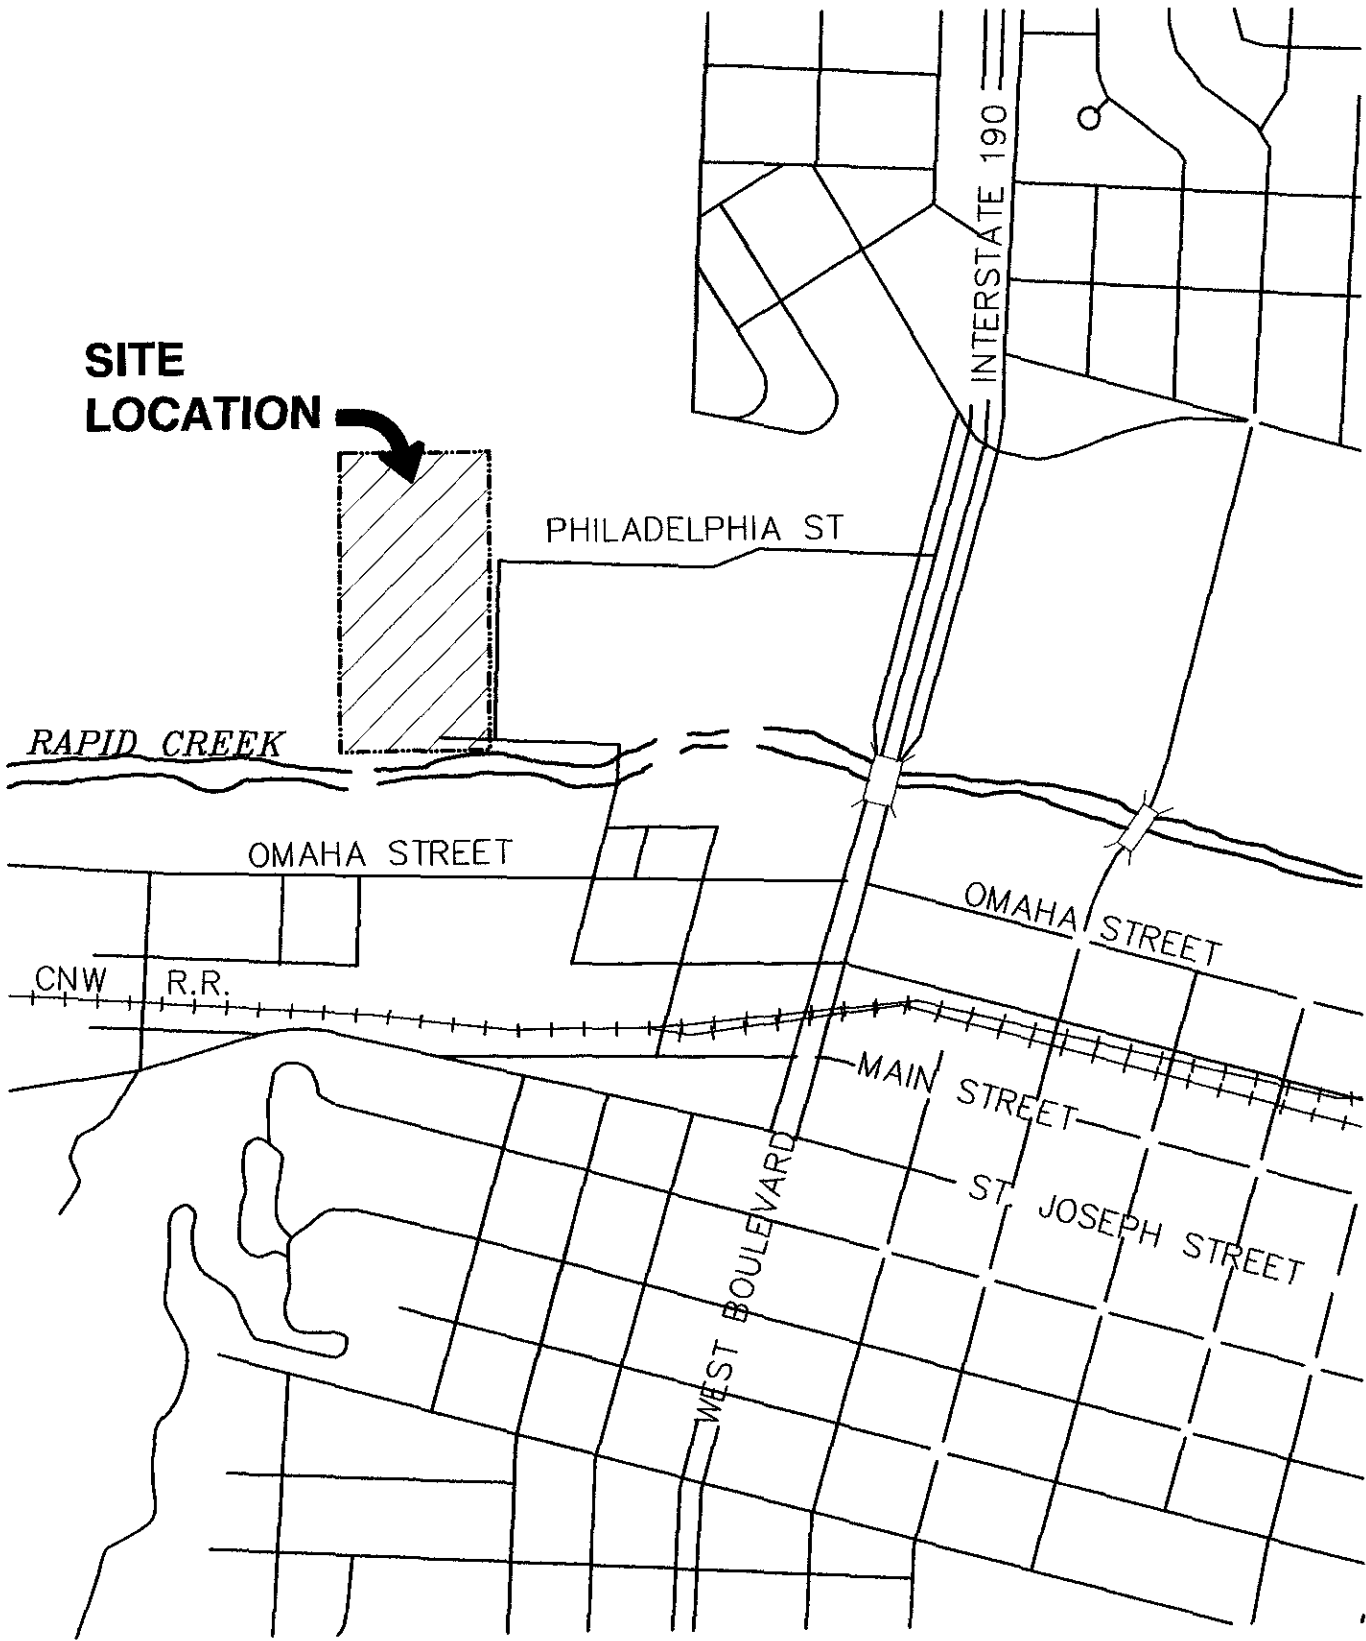 INTERSTATE 190
SITE
LOCATION
PHILADELPHIA ST
RAPID CREEK
OMAHA STREET
OMAHA STREET
CNW R.R.
MAIN STREET
ST. JOSEPH STREET
WEST BOULEVARD